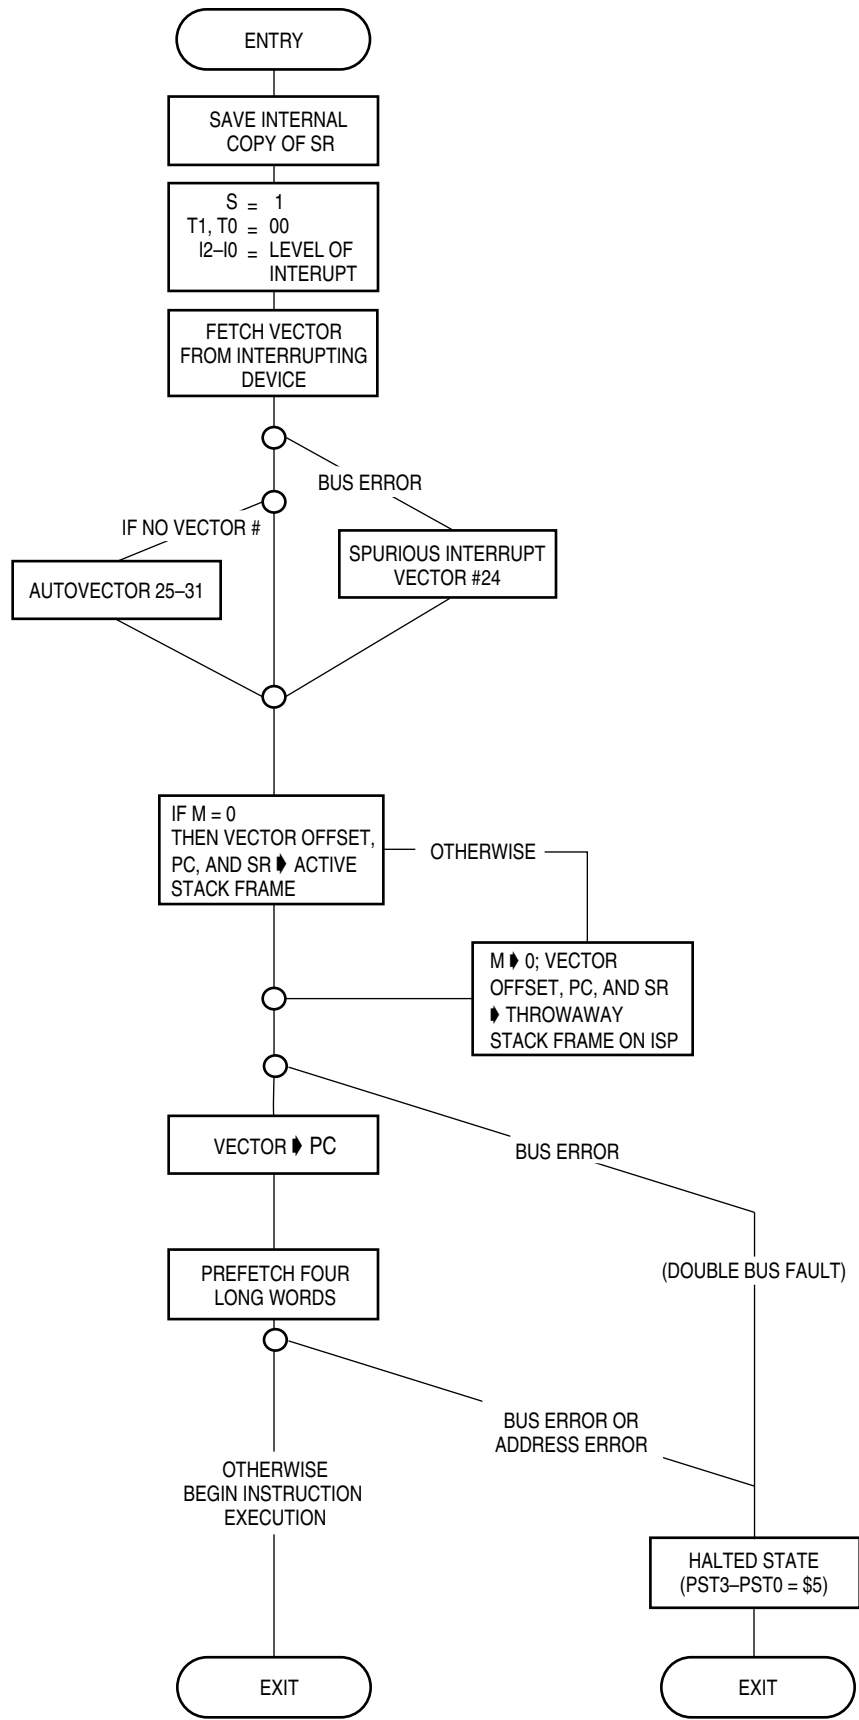 ENTRY
SAVE INTERNAL
COPY OF SR
S = 1
T1, T0 = 00
I2–I0 = LEVEL OF
INTERUPT
FETCH VECTOR
FROM INTERRUPTING
DEVICE
BUS ERROR
IF NO VECTOR #
SPURIOUS INTERRUPT
VECTOR #24
AUTOVECTOR 25–31
IF M = 0
THEN VECTOR OFFSET,
PC, AND SR ➧ ACTIVE
STACK FRAME
OTHERWISE
M ➧ 0; VECTOR
OFFSET, PC, AND SR
➧ THROWAWAY
STACK FRAME ON ISP
VECTOR ➧ PC
BUS ERROR
(DOUBLE BUS FAULT)
PREFETCH FOUR
LONG WORDS
BUS ERROR OR
ADDRESS ERROR
OTHERWISE
BEGIN INSTRUCTION
EXECUTION
HALTED STATE
(PST3–PST0 = $5)
EXIT
EXIT